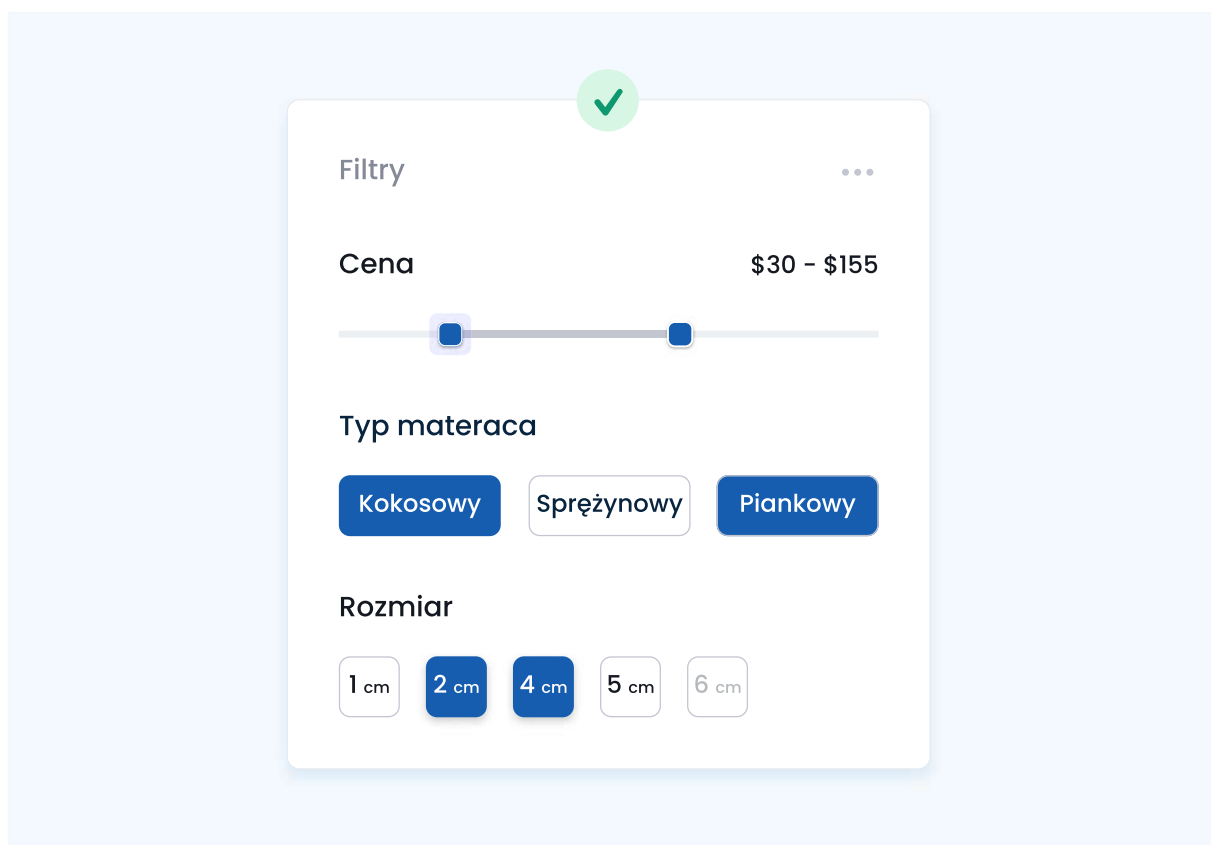 Filtry
Cena
$30 - $155
Typ materaca
Kokosowy
Sprężynowy
Piankowy
Rozmiar
1 cm
2 cm
4 cm
5 cm
6 cm